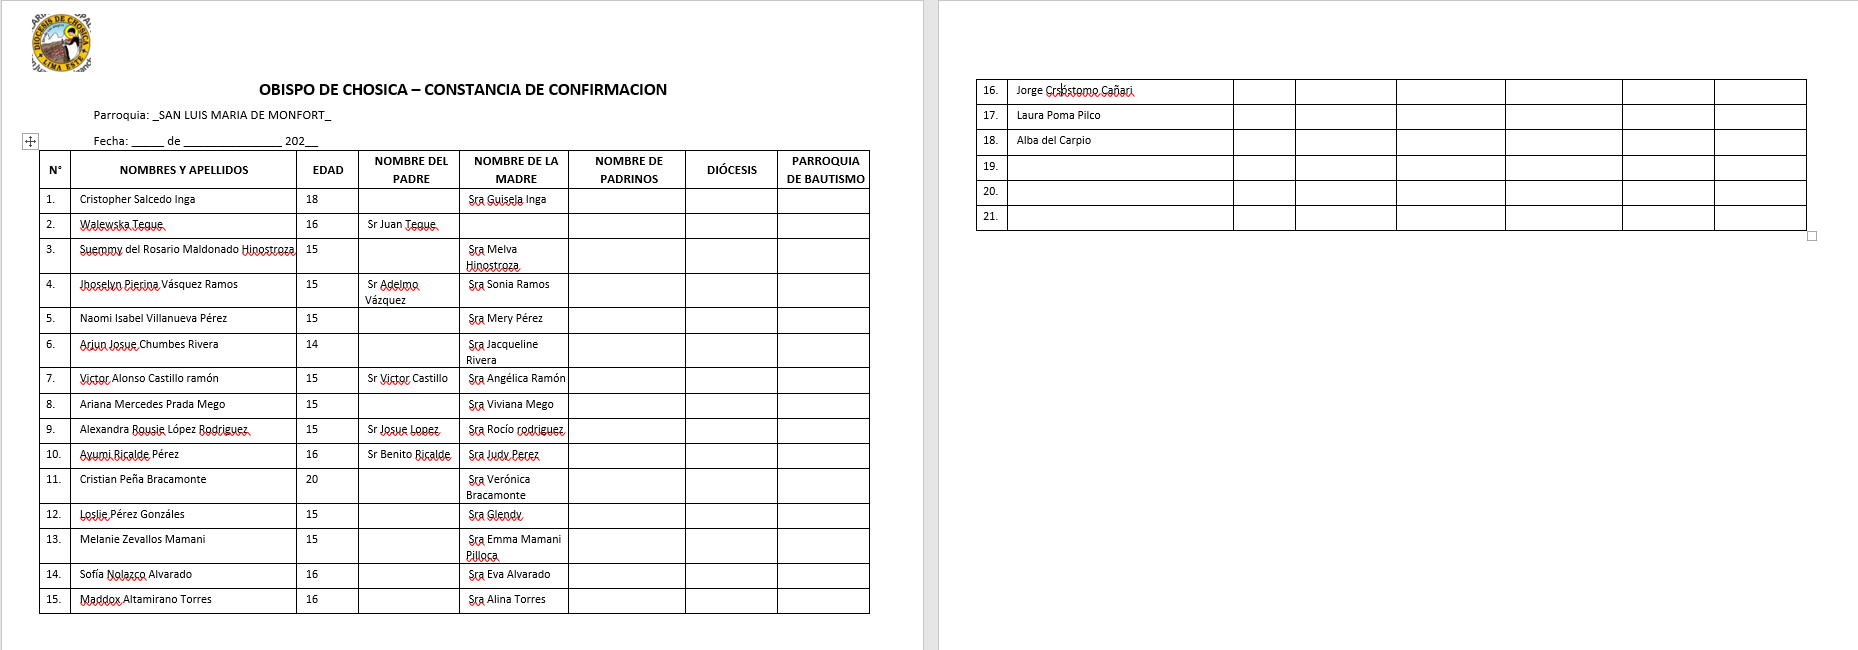 DIOCESIS DE CHOSICA
LIMA ESTE
OBISPO DE CHOSICA – CONSTANCIA DE CONFIRMACION
Parroquia: _SAN LUIS MARIA DE MONFORT_
Fecha: _____ de _______________ 202__
N° NOMBRES Y APELLIDOS EDAD NOMBRE DEL PADRE NOMBRE DE LA MADRE NOMBRE DE PADRINOS DIÓCESIS PARROQUIA DE BAUTISMO
1. Cristopher Salcedo Inga 18 Sra Guisela Inga
2. Walewska Teque 16 Sr Juan Teque
3. Suemmy del Rosario Maldonado Hinostroza 15 Sra Melva Hinostroza
4. Jhoselyn Pierina Vásquez Ramos 15 Sr Adelmo Vázquez Sra Sonia Ramos
5. Naomi Isabel Villanueva Pérez 15 Sra Mery Pérez
6. Arjun Josue Chumbes Rivera 14 Sra Jacqueline Rivera
7. Victor Alonso Castillo ramón 15 Sr Victor Castillo Sra Angélica Ramón
8. Ariana Mercedes Prada Mego 15 Sra Viviana Mego
9. Alexandra Rousie López Rodriguez 15 Sr Josue Lopez Sra Rocío rodriguez
10. Ayumi Ricalde Pérez 16 Sr Benito Ricalde Sra Judy Perez
11. Cristian Peña Bracamonte 20 Sra Verónica Bracamonte
12. Loslie Pérez Gonzáles 15 Sra Glendy
13. Melanie Zevallos Mamani 15 Sra Emma Mamani Pilloca
14. Sofía Nolazco Alvarado 16 Sra Eva Alvarado
15. Maddox Altamirano Torres 16 Sra Alina Torres
16. Jorge Crsóstomo Cañari
17. Laura Poma Pilco
18. Alba del Carpio
19.
20.
21.